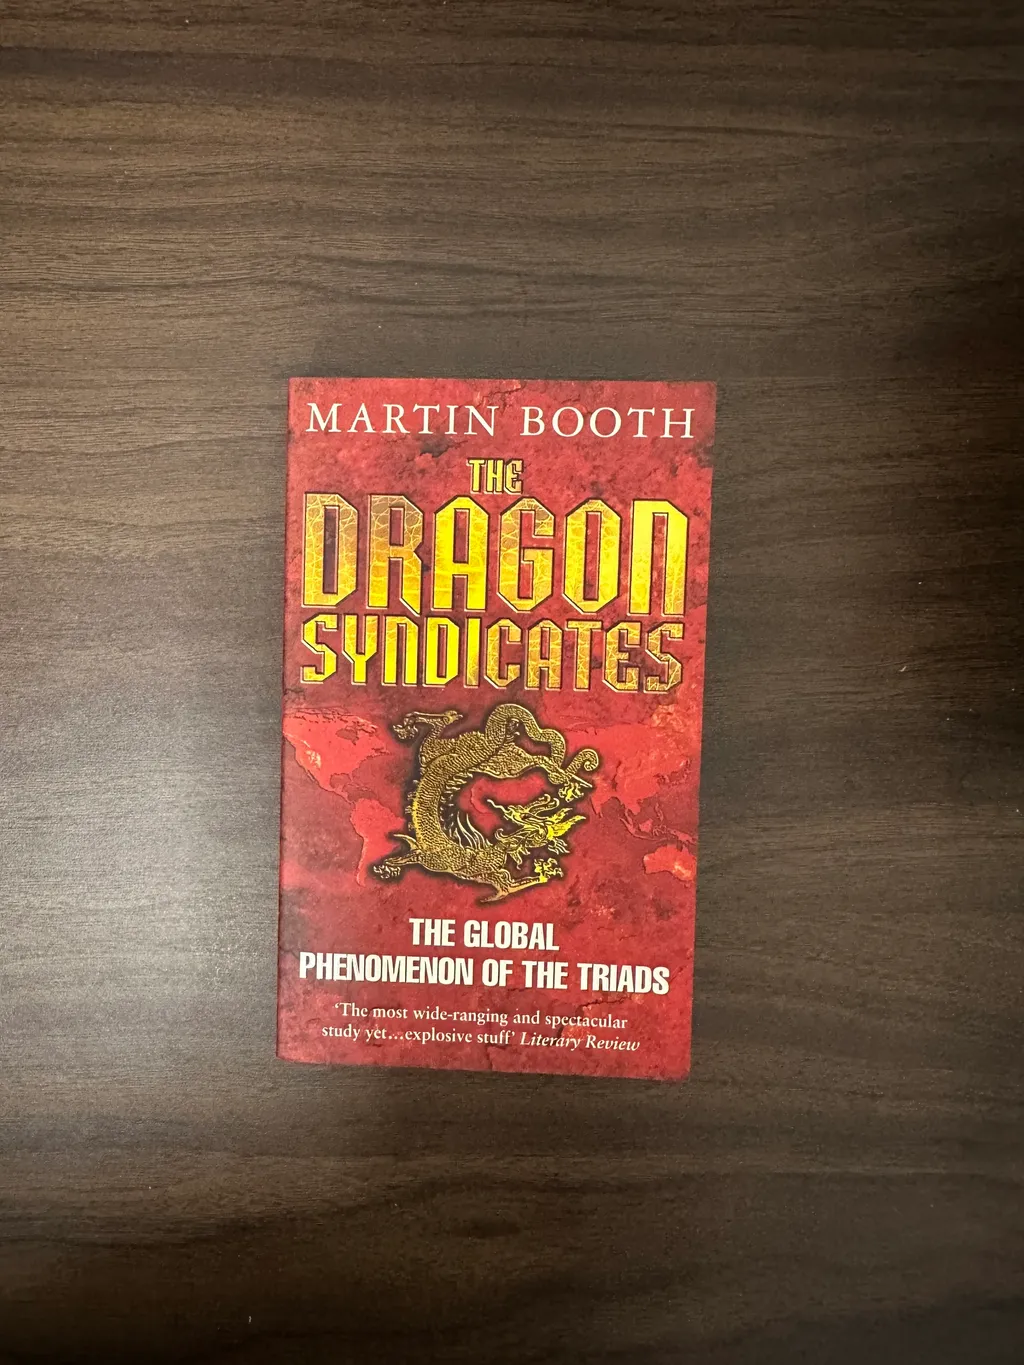 MARTIN BOOTH
THE
DRAGON
SYNDICATES
THE GLOBAL
PHENOMENON OF THE TRIADS
‘The most wide-ranging and spectacular
study yet...explosive stuff’ Literary Review